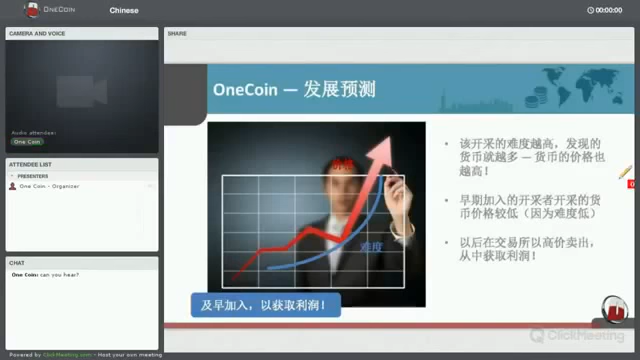 ONECOIN
Chinese
00:00:00
CAMERA AND VOICE
SHARE
Audio attendee:
One Coin
ATTENDEE LIST
PRESENTERS
One Coin - Organizer
CHAT
One Coin: can you hear?
OneCoin — 发展预测
价格
难度
及早加入，以获取利润！
• 该开采的难度越高，发现的
货币就越多 — 货币的价格也
越高！
• 早期加入的开采者开采的货
币价格较低（因为难度低）
• 以后在交易所以高价卖出，
从中获取利润！
0
ClickMeeting
Powered by ClickMeeting.com - Host your own meeting